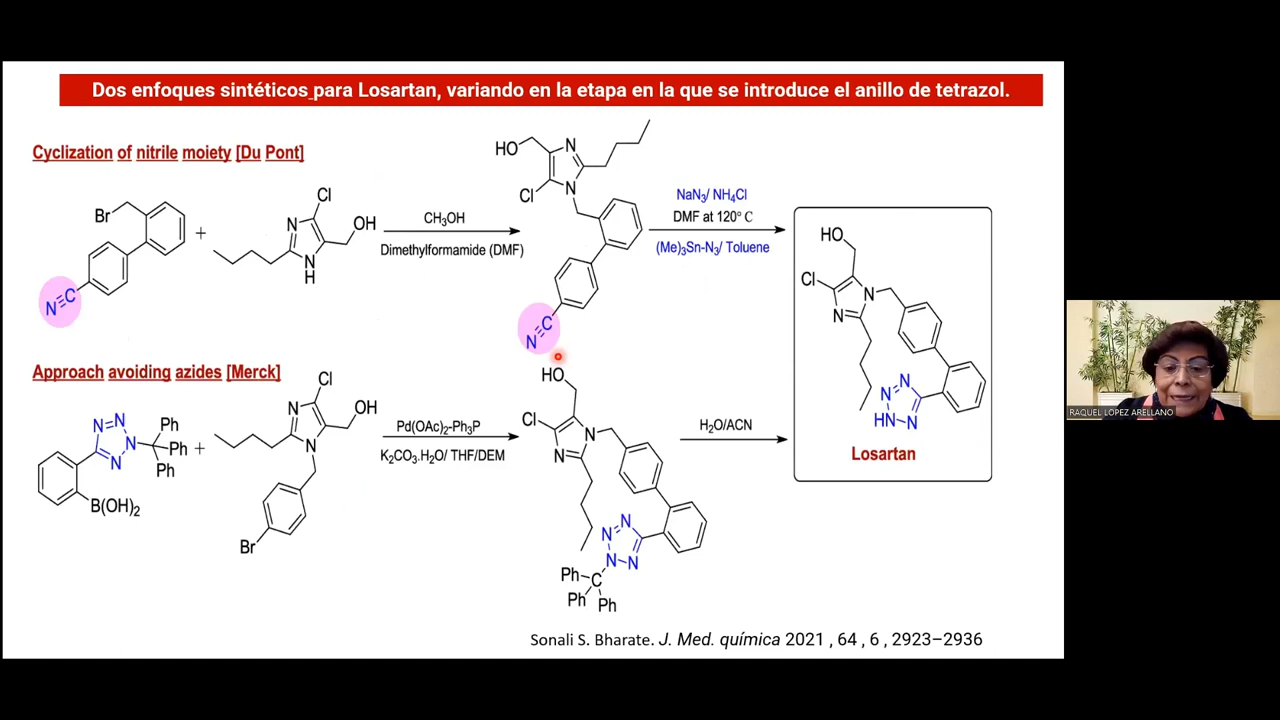 Dos enfoques sintéticos para Losartan, variando en la etapa en la que se introduce el anillo de tetrazol.
Cyclization of nitrile moiety [Du Pont]
Br
N≡C
+
Cl
N
OH
N
H
CH₃OH
Dimethylformamide (DMF)
HO
N
Cl
N
N≡C
NaN₃/ NH₄Cl
DMF at 120° C
(Me)₃Sn-N₃/ Toluene
HO
Cl
N
N
N N
N
HN N
Losartan
RAQUEL LOPEZ ARELLANO
Approach avoiding azides [Merck]
N N
N
N
C
Ph
Ph
Ph
B(OH)₂
+
Cl
N
OH
N
Br
Pd(OAc)₂-Ph₃P
K₂CO₃.H₂O/ THF/DEM
HO
Cl
N
N
N
N
N N
Ph
C
Ph Ph
H₂O/ACN
Sonali S. Bharate. J. Med. química 2021 , 64 , 6 , 2923–2936